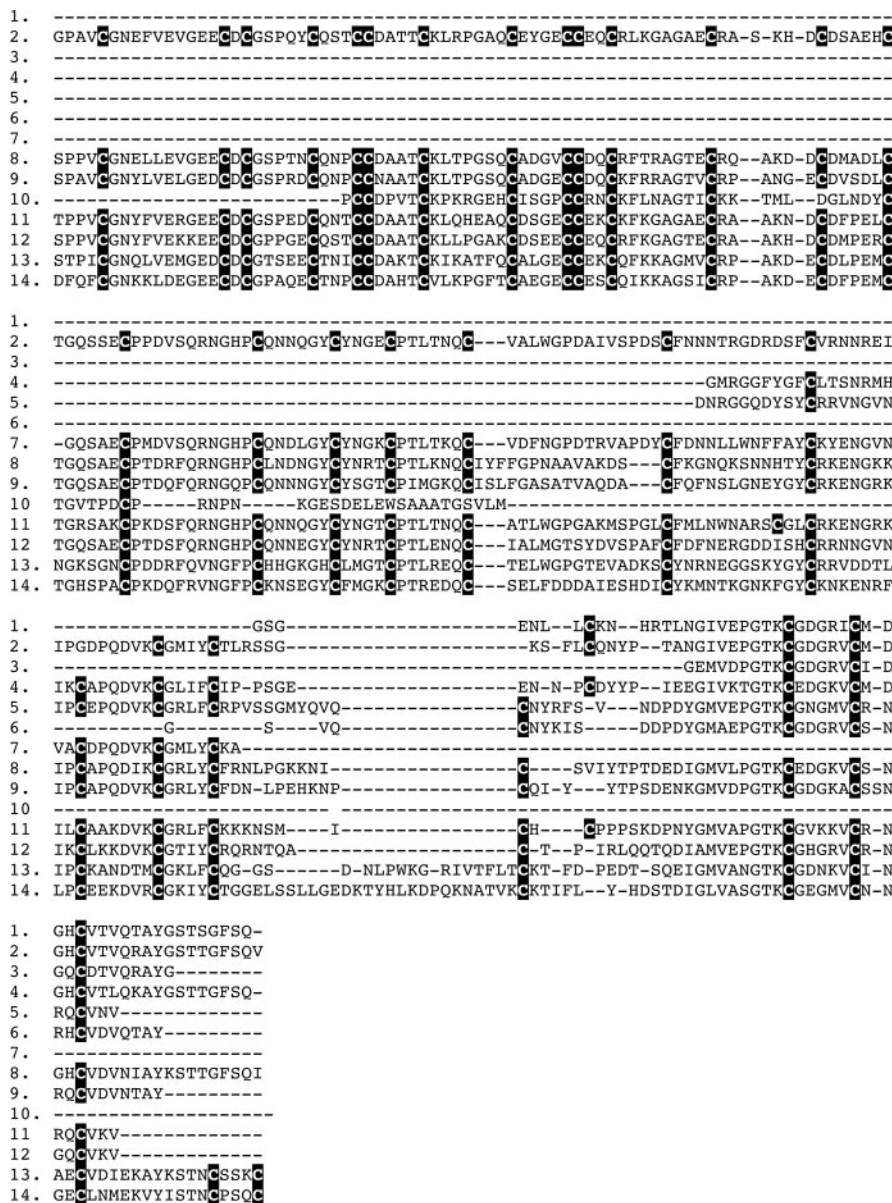 1. --------------------------------------------------------------------------
2. GPAVCGNEFVEVGEECDCGSPQYCQSTCCDATTCKLRPGAQCEYGECCEQCRLKGAGAECRA-S-KH-DCDSAEHC
3. --------------------------------------------------------------------------
4. --------------------------------------------------------------------------
5. --------------------------------------------------------------------------
6. --------------------------------------------------------------------------
7. --------------------------------------------------------------------------
8. SPPVCGNELLEVGEECDCGSPTNCQNPCCDAATCKLTPGSQCADGVCCDQCRFTRAGTECRQ--AKD-DCDMADLC
9. SPAVCGNYLVELGEDCDCGSPRDCQNPCCNAATCKLTPGSQCADGECCDQCKFRRAGTVCRP--ANG-ECDVSDLC
10. --------------------------PCCDPVTCKPKRGEHCISGPCCRNCKFLNAGTICKK--TML--DGLNDYC
11 TPPVCGNYFVERGEECDCGSPEDCQNTCCDAATCKLQHEAQCDSGECCEKCKFKGAGAECRA--AKN-DCDFPELC
12 SPPVCGNYFVEKKEECDCGPPGECQSTCCDAATCKLLPGAKCDSEECCEQCRFKGAGTECRA--AKH-DCDMPERC
13. STPICGNQLVEMGEDCDCGTSEECTNICCDAKTCKIKATFQCALGECCEKCQFKKAGMVCRP--AKD-ECDLPEMC
14. DFQFCGNKKLDEGEECDCGPAQECTNPCCDAHTCVLKPGFTCAEGECCESCQIKKAGSICRP--AKD-ECDFPEMC
1. --------------------------------------------------------------------------
2. TGQSSECPPDVSQRNGHPCQNNQGYCYNGECPTLTNQC---VALWGPDAIVSPDSCFNNNTRGDRDSFCVRNNREI
3. --------------------------------------------------------------------------
4. -----------------------------------------------------------GMRGGFYGFCLTSNRMH
5. ----------------------------------------------------------DNRGGQDYSYCRRVNGVN
6. --------------------------------------------------------------------------
7. -GQSAECPMDVSQRNGHPCQNDLGYCYNGKCPTLTKQC---VDFNGPDTRVAPDYCFDNNLLWNFFAYCKYENGVN
8 TGQSAECPTDRFQRNGHPCLNDNGYCYNRTCPTLKNQCIYFFGPNAAVAKDS---CFKGNQKSNNHTYCRKENGKK
9. TGQSAECPTDQFQRNGQPCQNNNGYCYSGTCPIMGKQCISLFGASATVAQDA---CFQFNSLGNEYGYCRKENGRK
10 TGVTPDCP-----RNPN----KGESDELEWSAAATGSVLM-----------------------------------
11 TGRSAKCPKDSFQRNGHPCQNNQGYCYNGTCPTLTNQC---ATLWGPGAKMSPGLCFMLNWNARSCGLCRKENGRK
12 TGQSAECPTDSFQRNGHPCQNNEGYCYNRTCPTLENQC---IALMGTSYDVSPAFCFDFNERGDDISHCRRNNGVN
13. NGKSGNCPDDRFQVNGFPCHHGKGHCLMGTCPTLREQC---TELWGPGTEVADKSCYNRNEGGSKYGYCRRVDDTL
14. TGHSPACPKDQFRVNGFPCKNSEGYCFMGKCPTREDQC---SELFDDDAIESHDICYKMNTKGNKFGYCKNKENRF
1. ------------------GSG-----------------------ENL--LCKN--HRTLNGIVEPGTKCGDGRICM-D
2. IPGDPQDVKCGMIYCTLRSSG----------------------KS-FLCQNYP--TANGIVEPGTKCGDGRVCM-D
3. ---------------------------------------------------------GEMVDPGTKCGDGRVCI-D
4. IKCAPQDVKCGLIFCIP-PSGE---------------------EN-N-PCDYYP--IEEGIVKTGTKCEDGKVCM-D
5. IPCEPQDVKCGRLFCRPVSSGMYQVQ----------------CNYRFS-V---NDPDYGMVEPGTKCGNGMVCR-N
6. ----------G--------S----VQ----------------CNYKIS----DDPDYGMAEPGTKCGDGRVCS-N
7. VACDPQDVKCGMLYCKA-----------------------------------------------------------
8. IPCAPQDIKCGRLYCFRNLPGKKNI-----------------C----SVIYTPTDEDIGMVLPGTKCEDGKVCS-N
9. IPCAPQDVKCGRLYCFDN-LPEHKNP----------------CQI-Y---YTPSDENKGMVDPGTKCGDGKACSSN
10 ------------------------- --------------------------------------------------
11 ILCAAKDVKCGRLFCKKKNSM----I----------------CH----CPPPSKDPNYGMVAPGTKCGVKKVCR-N
12 IKCLKKDVKCGTIYCRQRNTQA--------------------C-T--P-IRLQQTQDIAMVEPGTKCGHGRVCR-N
13. IPCKANDTMCGKLFCQG-GS-----D-NLPWKG-RIVTFLTCKT-FD-PEDT-SQEIGMVANGTKCGDNKVCI-N
14. LPCEEKDVRCGKIYCTGGELSSLLGEDKTYHLKDPQKNATVKCKTIFL--Y-HDSTDIGLVASGTKCGEGMVCN-N
1. GHCVTVQTAYGSTSGFSQ-
2. GHCVTVQRAYGSTTGFSQV
3. GQCDTVQRAYG--------
4. GHCVTLQKAYGSTTGFSQ-
5. RQCVNV-------------
6. RHCVDVQTAY---------
7. -------------------
8. GHCVDVNIAYKSTTGFSQI
9. RQCVDVNTAY---------
10. --------------------
11 RQCVKV-------------
12 GQCVKV-------------
13. AECVDIEKAYKSTNCSSKC
14. GECLNMEKVYISTNCPSQC